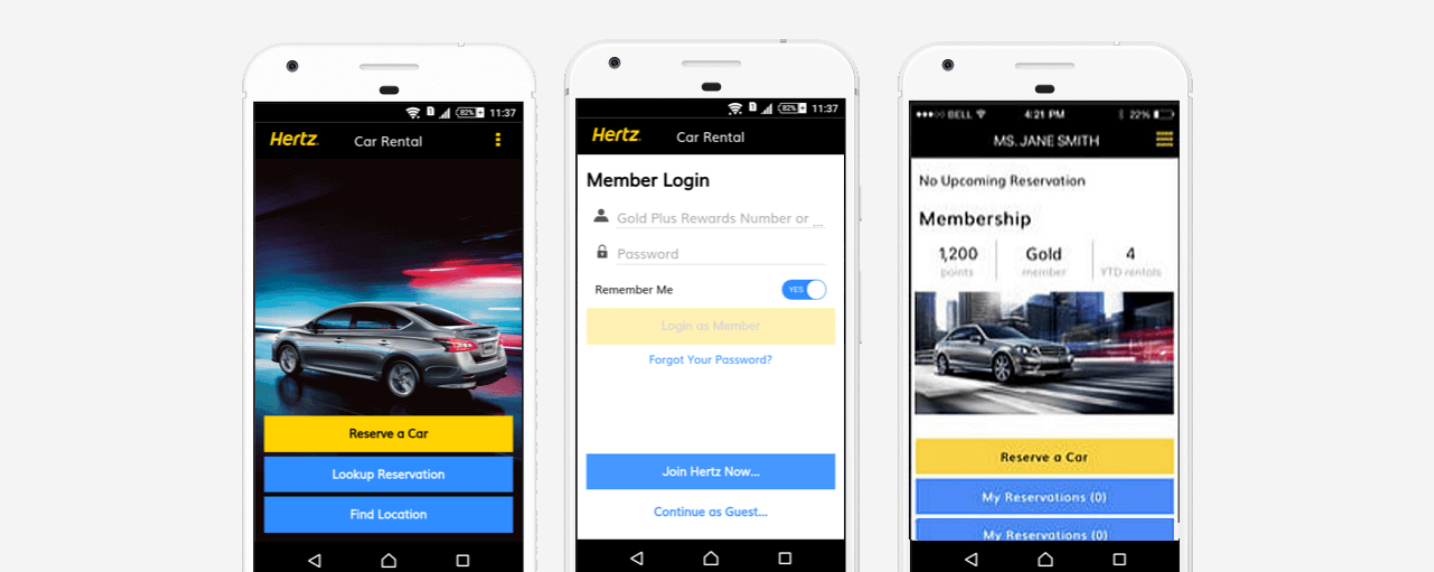 82% 11:37
Hertz. Car Rental
Reserve a Car
Lookup Reservation
Find Location
82% 11:37
Hertz. Car Rental
Member Login
Gold Plus Rewards Number or ...
Password
Remember Me YES
Login as Member
Forgot Your Password?
Join Hertz Now...
Continue as Guest...
BELL 4:21 PM 22%
MS. JANE SMITH
No Upcoming Reservation
Membership
1,200 Gold 4
points member YTD rentals
Reserve a Car
My Reservations (0)
My Reservations (0)